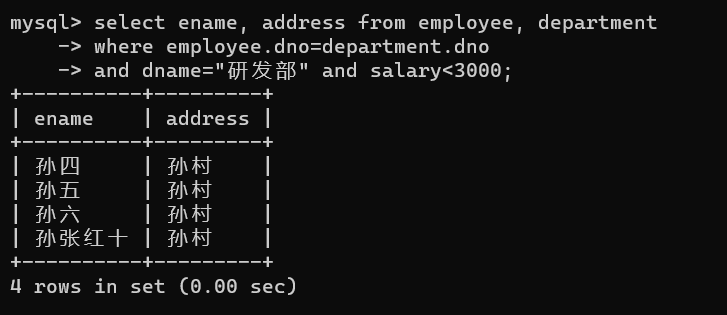 mysql> select ename, address from employee, department
    -> where employee.dno=department.dno
    -> and dname="研发部" and salary<3000;
+----------+---------+
| ename    | address |
+----------+---------+
| 孙四     | 孙村    |
| 孙五     | 孙村    |
| 孙六     | 孙村    |
| 孙张红十 | 孙村    |
+----------+---------+
4 rows in set (0.00 sec)